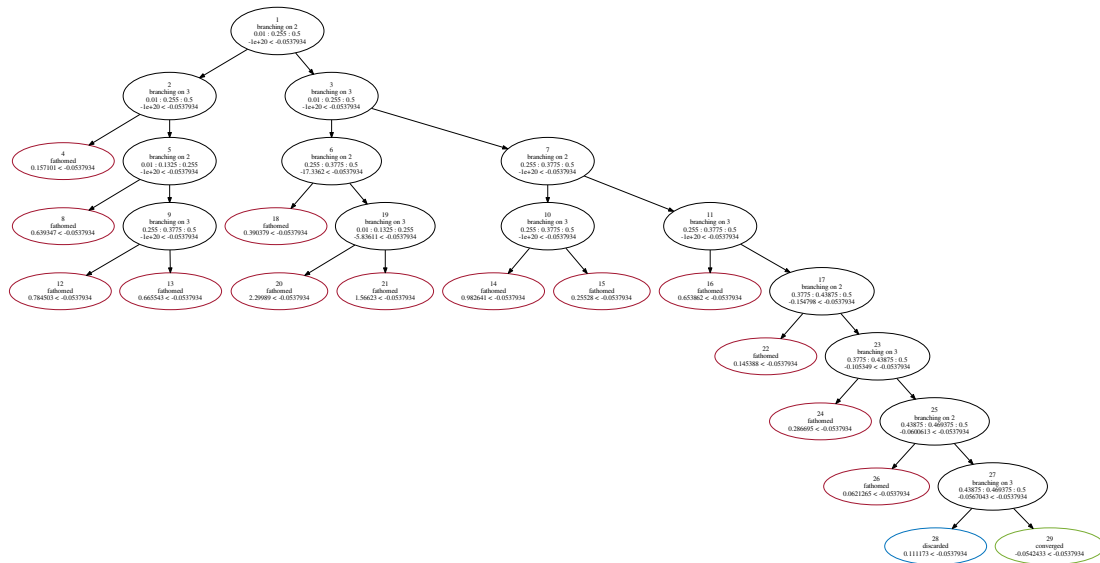 1
branching on 2
0.01 : 0.255 : 0.5
-1e+20 < -0.0537934
2
branching on 3
0.01 : 0.255 : 0.5
-1e+20 < -0.0537934
3
branching on 3
0.01 : 0.255 : 0.5
-1e+20 < -0.0537934
4
fathomed
0.157101 < -0.0537934
5
branching on 2
0.01 : 0.1325 : 0.255
-1e+20 < -0.0537934
6
branching on 2
0.255 : 0.3775 : 0.5
-17.3362 < -0.0537934
7
branching on 2
0.255 : 0.3775 : 0.5
-1e+20 < -0.0537934
8
fathomed
0.639347 < -0.0537934
9
branching on 3
0.255 : 0.3775 : 0.5
-1e+20 < -0.0537934
18
fathomed
0.390379 < -0.0537934
19
branching on 3
0.01 : 0.1325 : 0.255
-5.83611 < -0.0537934
10
branching on 3
0.255 : 0.3775 : 0.5
-1e+20 < -0.0537934
11
branching on 3
0.255 : 0.3775 : 0.5
-1e+20 < -0.0537934
12
fathomed
0.784503 < -0.0537934
13
fathomed
0.665543 < -0.0537934
20
fathomed
2.29989 < -0.0537934
21
fathomed
1.56623 < -0.0537934
14
fathomed
0.982641 < -0.0537934
15
fathomed
0.25528 < -0.0537934
16
fathomed
0.653862 < -0.0537934
17
branching on 2
0.3775 : 0.43875 : 0.5
-0.154798 < -0.0537934
22
fathomed
0.145388 < -0.0537934
23
branching on 3
0.3775 : 0.43875 : 0.5
-0.105349 < -0.0537934
24
fathomed
0.286695 < -0.0537934
25
branching on 2
0.43875 : 0.469375 : 0.5
-0.0600613 < -0.0537934
26
fathomed
0.0621265 < -0.0537934
27
branching on 3
0.43875 : 0.469375 : 0.5
-0.0567043 < -0.0537934
28
discarded
0.111173 < -0.0537934
29
converged
-0.0542433 < -0.0537934